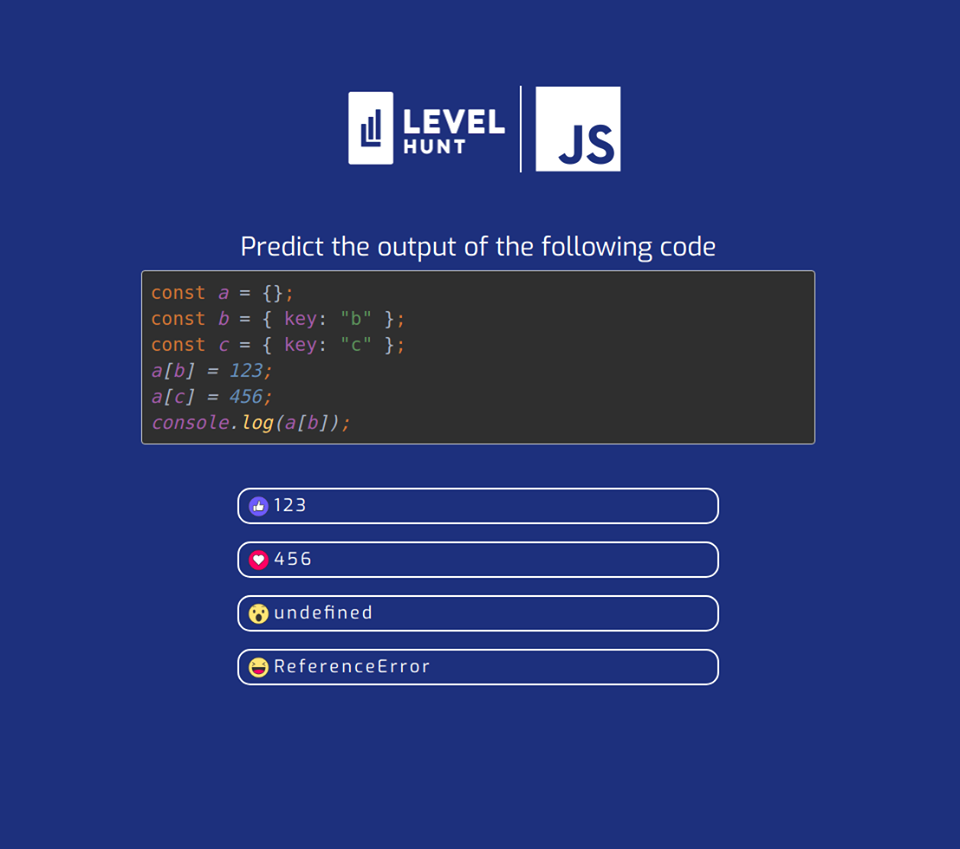 LEVEL
HUNT
JS
Predict the output of the following code
const a = {};
const b = { key: "b" };
const c = { key: "c" };
a[b] = 123;
a[c] = 456;
console.log(a[b]);
123
456
undefined
ReferenceError